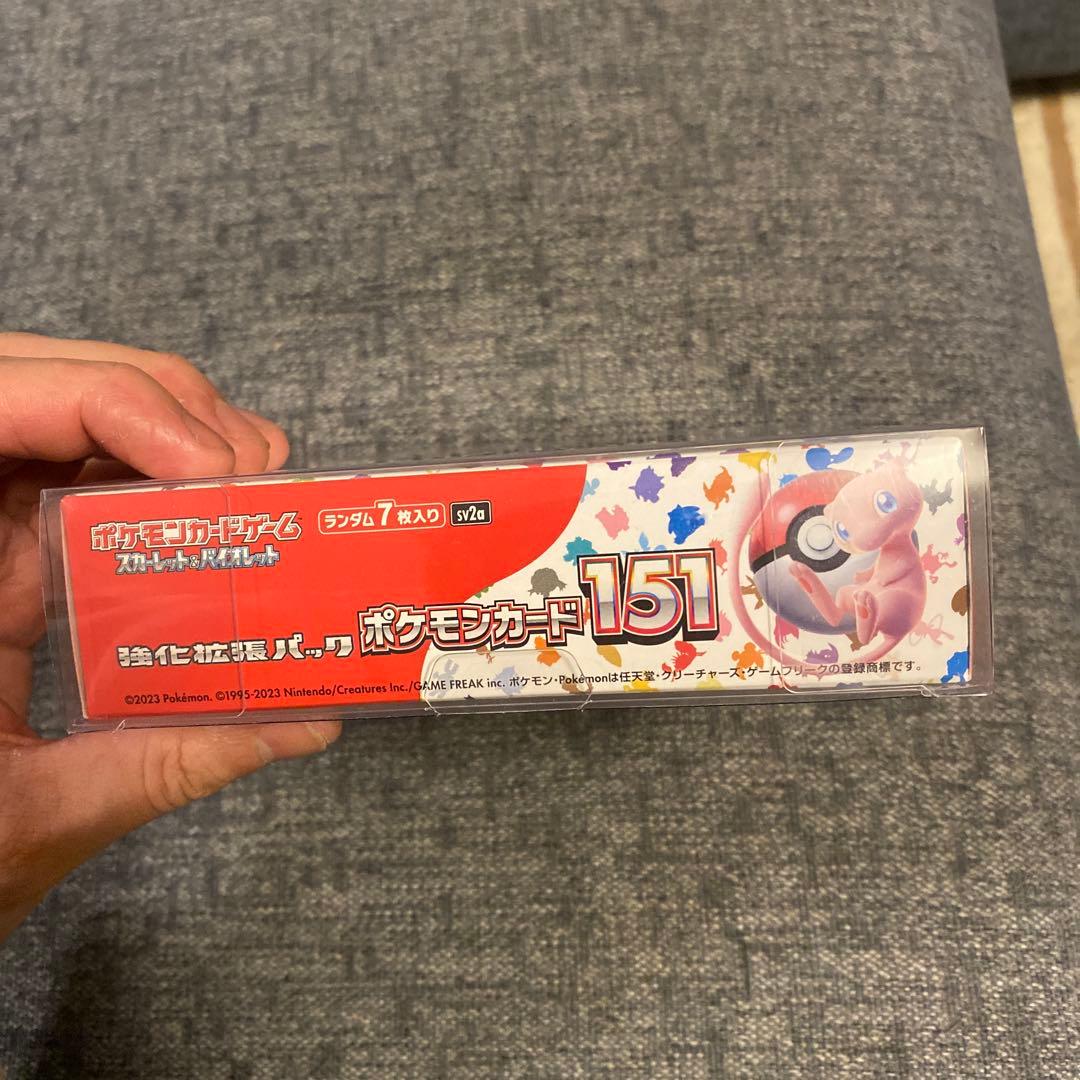 ポケモンカードゲーム
スカーレット&バイオレット
ランダム7枚入り sv2a
強化拡張パック ポケモンカード151
©2023 Pokémon. ©1995-2023 Nintendo/Creatures Inc./GAME FREAK inc. ポケモン・Pokémonは任天堂・クリーチャーズ・ゲームフリークの登録商標です。